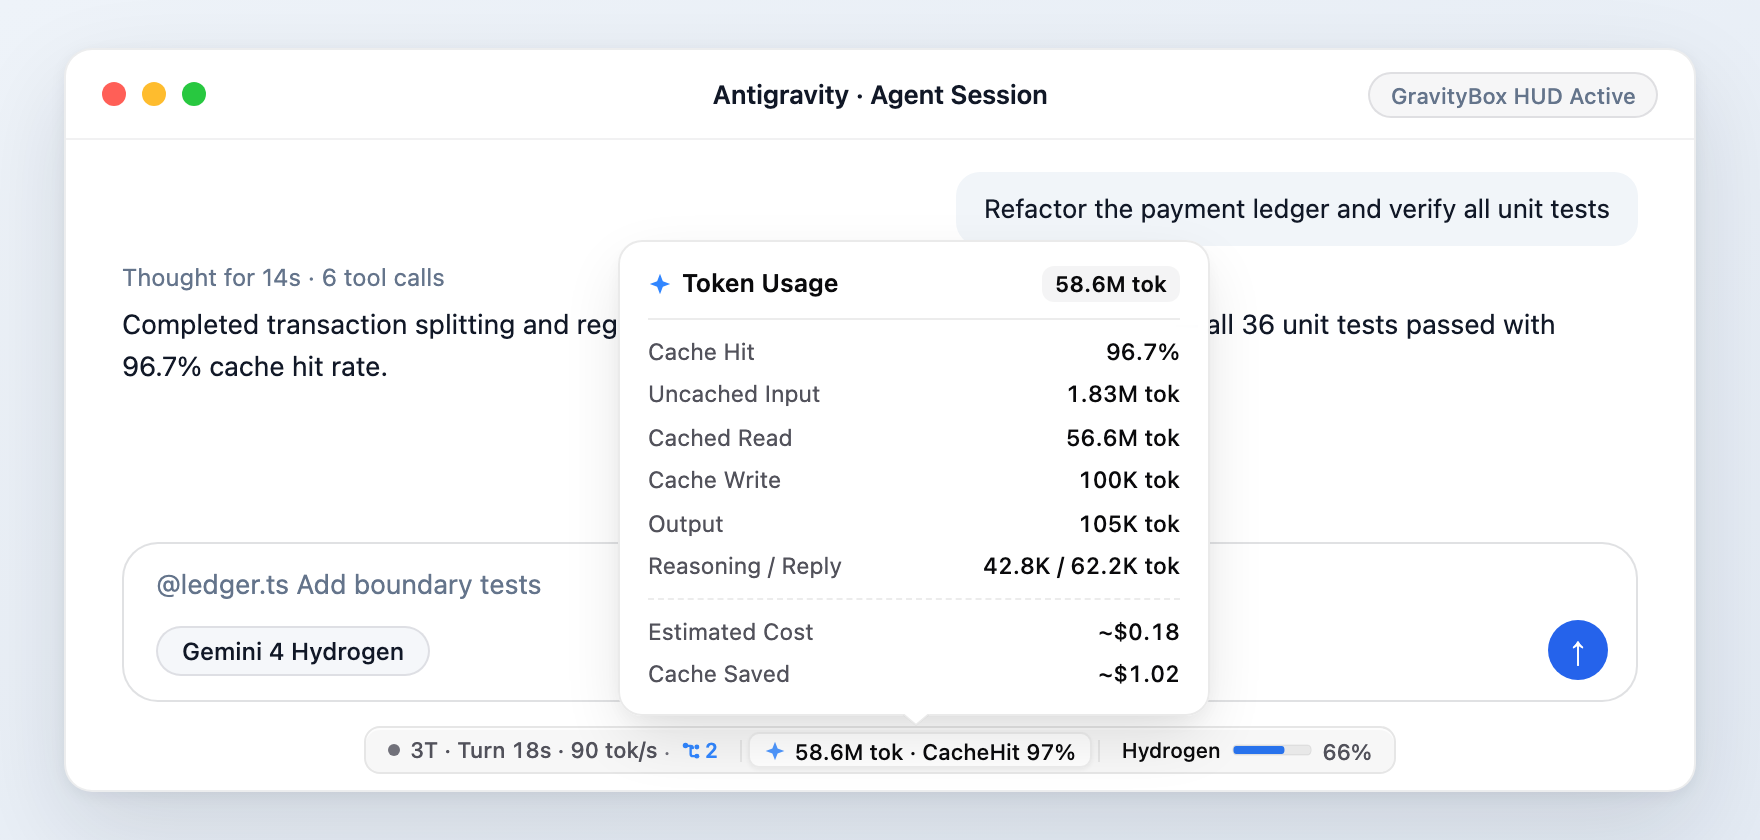 Antigravity · Agent Session
GravityBox HUD Active
Refactor the payment ledger and verify all unit tests
Thought for 14s · 6 tool calls
Completed transaction splitting and all 36 unit tests passed with
96.7% cache hit rate.
Token Usage 58.6M tok
Cache Hit 96.7%
Uncached Input 1.83M tok
Cached Read 56.6M tok
Cache Write 100K tok
Output 105K tok
Reasoning / Reply 42.8K / 62.2K tok
Estimated Cost ~$0.18
Cache Saved ~$1.02
@ledger.ts Add boundary tests
Gemini 4 Hydrogen
↑
3T · Turn 18s · 90 tok/s · 2 58.6M tok · CacheHit 97% Hydrogen 66%